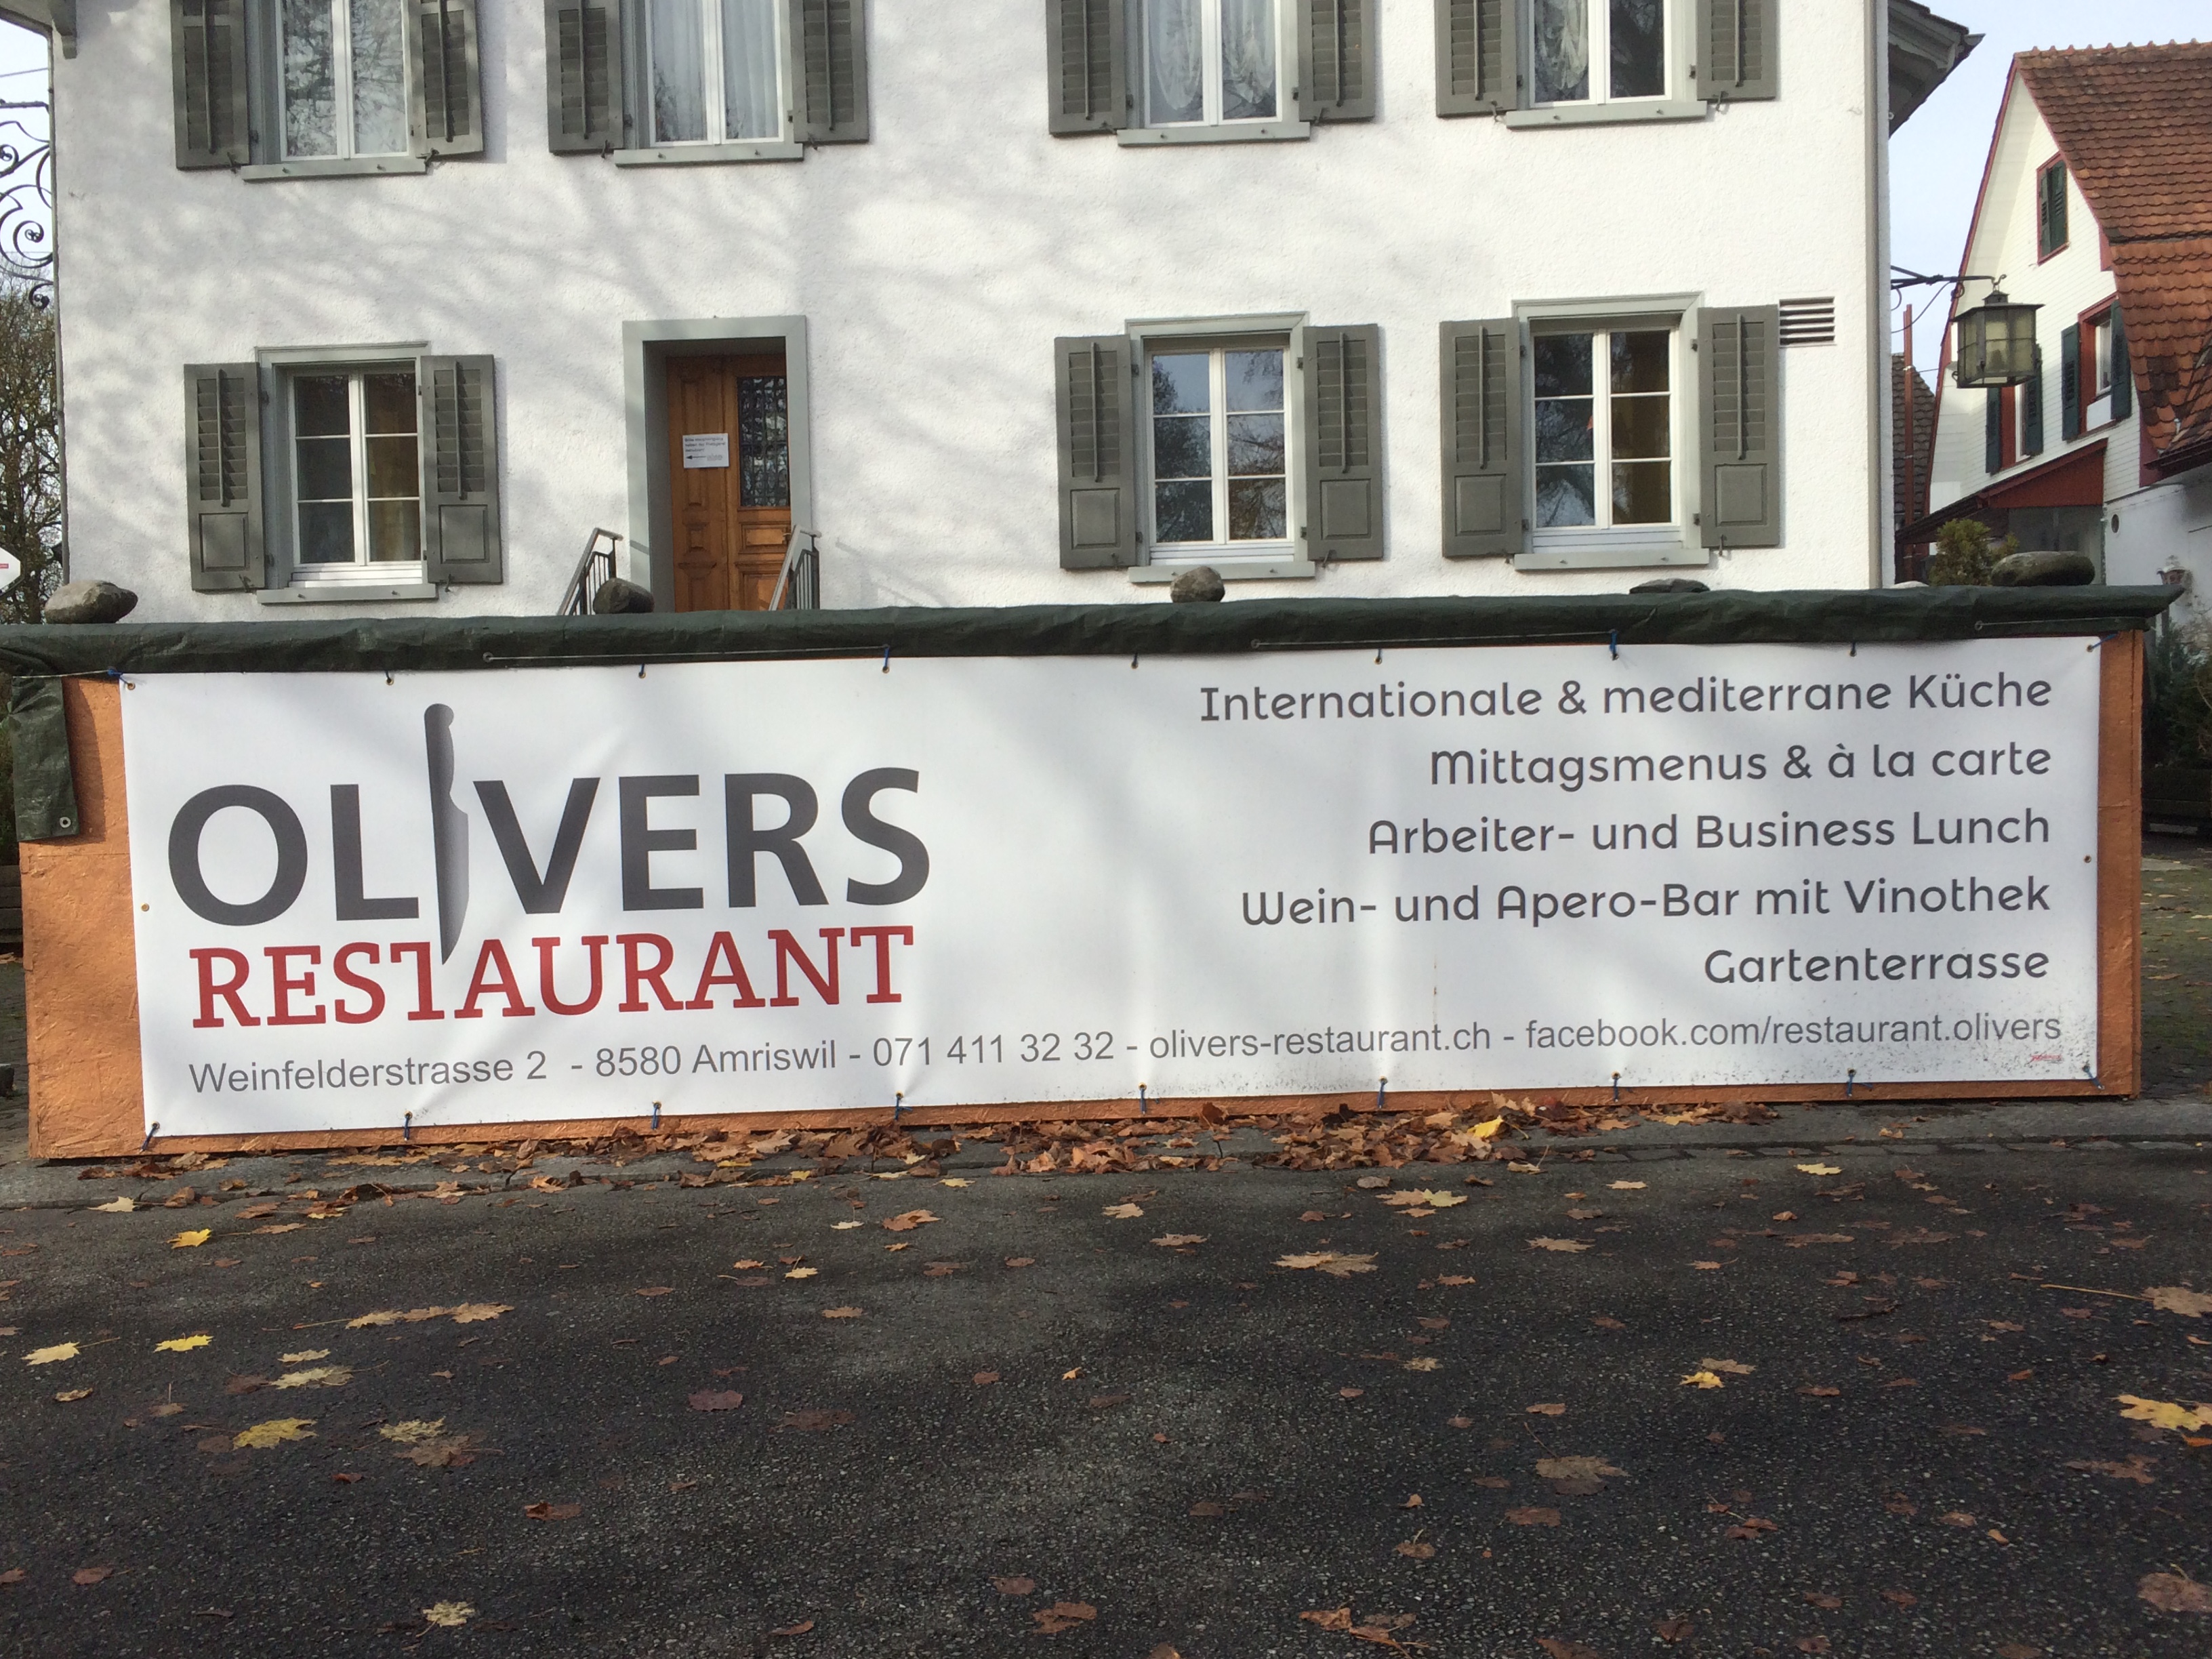 OLIVERS
RESTAURANT
Internationale & mediterrane Küche
Mittagsmenus & à la carte
Arbeiter- und Business Lunch
Wein- und Apero-Bar mit Vinothek
Gartenterrasse
Weinfelderstrasse 2 - 8580 Amriswil - 071 411 32 32 - olivers-restaurant.ch - facebook.com/restaurant.olivers